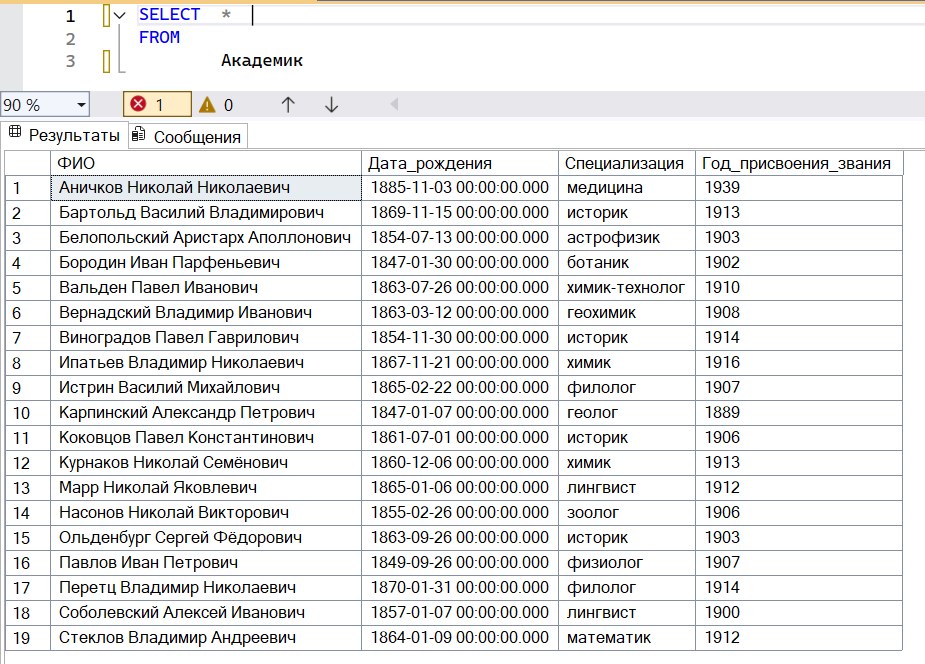 1 SELECT *
2 FROM
3 Академик
90 % 1 0
Результаты Сообщения
ФИО Дата_рождения Специализация Год_присвоения_звания
1 Аничков Николай Николаевич 1885-11-03 00:00:00.000 медицина 1939
2 Бартольд Василий Владимирович 1869-11-15 00:00:00.000 историк 1913
3 Белопольский Аристарх Аполлонович 1854-07-13 00:00:00.000 астрофизик 1903
4 Бородин Иван Парфеньевич 1847-01-30 00:00:00.000 ботаник 1902
5 Вальден Павел Иванович 1863-07-26 00:00:00.000 химик-технолог 1910
6 Вернадский Владимир Иванович 1863-03-12 00:00:00.000 геохимик 1908
7 Виноградов Павел Гаврилович 1854-11-30 00:00:00.000 историк 1914
8 Ипатьев Владимир Николаевич 1867-11-21 00:00:00.000 химик 1916
9 Истрин Василий Михайлович 1865-02-22 00:00:00.000 филолог 1907
10 Карпинский Александр Петрович 1847-01-07 00:00:00.000 геолог 1889
11 Коковцов Павел Константинович 1861-07-01 00:00:00.000 историк 1906
12 Курнаков Николай Семёнович 1860-12-06 00:00:00.000 химик 1913
13 Марр Николай Яковлевич 1865-01-06 00:00:00.000 лингвист 1912
14 Насонов Николай Викторович 1855-02-26 00:00:00.000 зоолог 1906
15 Ольденбург Сергей Фёдорович 1863-09-26 00:00:00.000 историк 1903
16 Павлов Иван Петрович 1849-09-26 00:00:00.000 физиолог 1907
17 Перетц Владимир Николаевич 1870-01-31 00:00:00.000 филолог 1914
18 Соболевский Алексей Иванович 1857-01-07 00:00:00.000 лингвист 1900
19 Стеклов Владимир Андреевич 1864-01-09 00:00:00.000 математик 1912